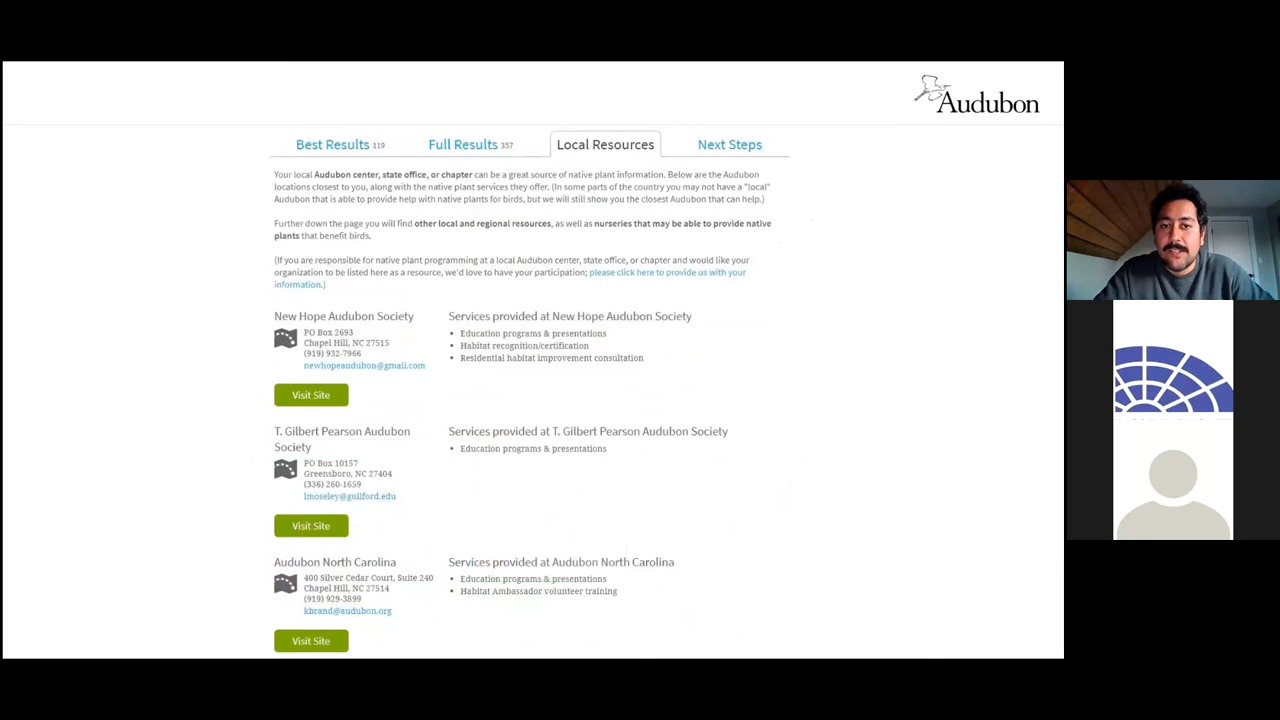 Audubon
Best Results 119
Full Results 357
Local Resources
Next Steps
Your local Audubon center, state office, or chapter can be a great source of native plant information. Below are the Audubon
locations closest to you, along with the native plant services they offer. (In some parts of the country you may not have a "local"
Audubon that is able to provide help with native plants for birds, but we will still show you the closest Audubon that can help.)
Further down the page you will find other local and regional resources, as well as nurseries that may be able to provide native
plants that benefit birds.
(If you are responsible for native plant programming at a local Audubon center, state office, or chapter and would like your
organization to be listed here as a resource, we'd love to have your participation; please click here to provide us with your
information.)
New Hope Audubon Society
PO Box 2693
Chapel Hill, NC 27515
(919) 932-7966
newhopeaudubon@gmail.com
Visit Site
Services provided at New Hope Audubon Society
• Education programs & presentations
• Habitat recognition/certification
• Residential habitat improvement consultation
T. Gilbert Pearson Audubon
Society
PO Box 10157
Greensboro, NC 27404
(336) 260-1659
lmoseley@guilford.edu
Visit Site
Services provided at T. Gilbert Pearson Audubon Society
• Education programs & presentations
Audubon North Carolina
400 Silver Cedar Court, Suite 240
Chapel Hill, NC 27514
(919) 929-3899
kbrand@audubon.org
Visit Site
Services provided at Audubon North Carolina
• Education programs & presentations
• Habitat Ambassador volunteer training